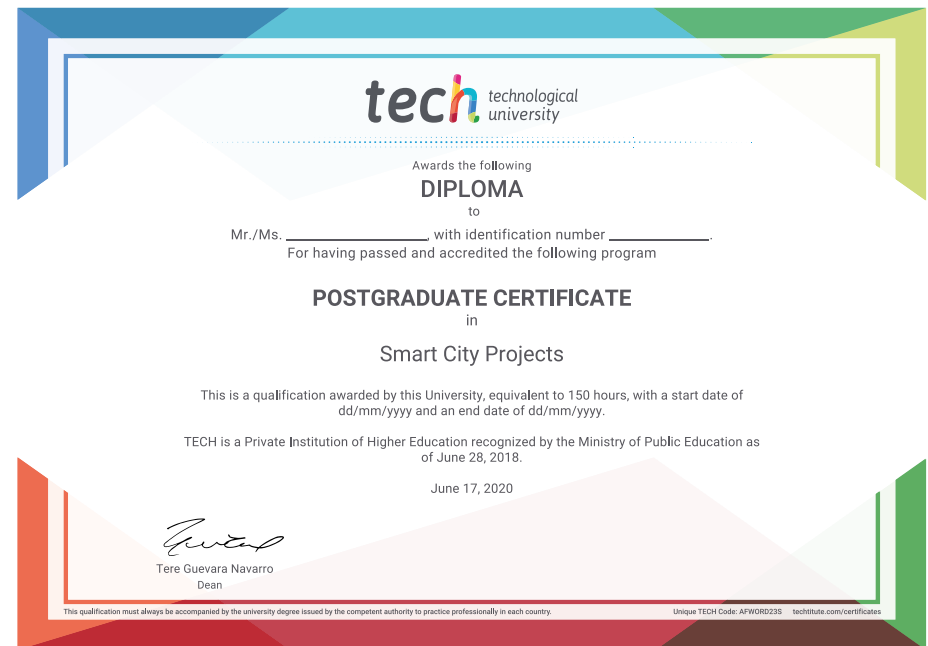 tech technological
university
Awards the following
DIPLOMA
to
Mr./Ms. ________________, with identification number ____________.
For having passed and accredited the following program
POSTGRADUATE CERTIFICATE
in
Smart City Projects
This is a qualification awarded by this University, equivalent to 150 hours, with a start date of
dd/mm/yyyy and an end date of dd/mm/yyyy.
TECH is a Private Institution of Higher Education recognized by the Ministry of Public Education as
of June 28, 2018.
June 17, 2020
Tere Guevara Navarro
Dean
This qualification must always be accompanied by the university degree issued by the competent authority to practice professionally in each country.
Unique TECH Code: AFWORD23S techtitute.com/certificates